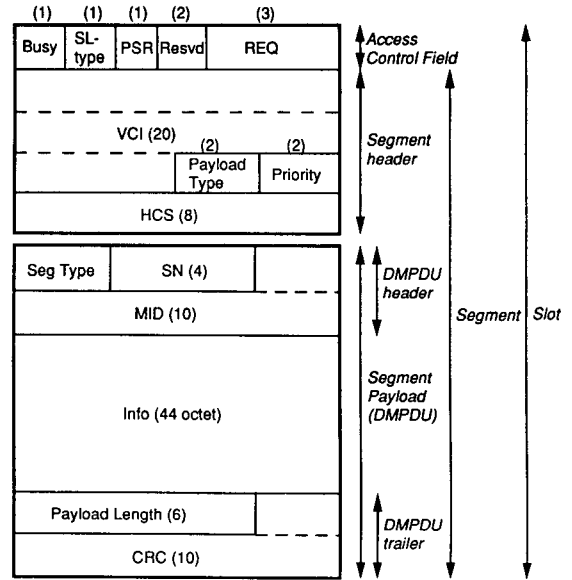 (1) (1) (1) (2) (3)
Busy SL-type PSR Resvd REQ
Access Control Field
VCI (20)
(2) (2)
Payload Type Priority
Segment header
HCS (8)
Seg Type SN (4)
DMPDU header
MID (10)
Segment Slot
Segment Payload (DMPDU)
Info (44 octet)
Payload Length (6)
DMPDU trailer
CRC (10)